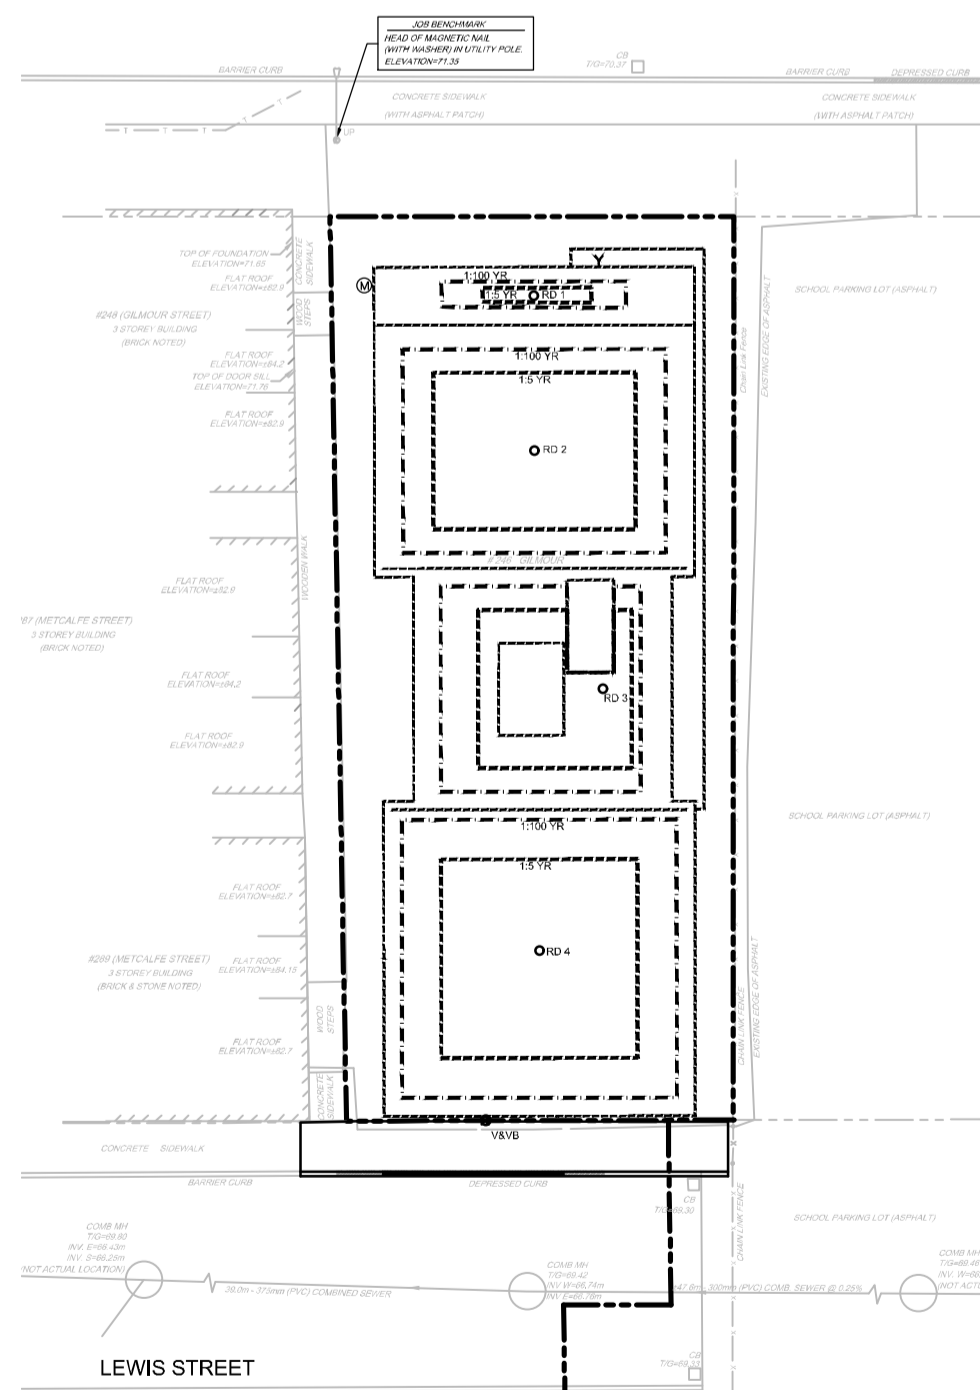 JOB BENCHMARK
HEAD OF MAGNETIC NAIL
(WITH WASHER) IN UTILITY POLE.
ELEVATION=71.35
BARRIER CURB
CB
T/G=70.37
BARRIER CURB
DEPRESSED CURB
CONCRETE SIDEWALK
(WITH ASPHALT PATCH)
CONCRETE SIDEWALK
(WITH ASPHALT PATCH)
T
T
T
T
T
UP
TOP OF FOUNDATION
ELEVATION=71.65
CONCRETE
SIDEWALK
FLAT ROOF
ELEVATION=±82.9
WOOD
STEPS
M
1:100 YR
Y
1:5 YR
RD 1
SCHOOL PARKING LOT (ASPHALT)
#248 (GILMOUR STREET)
3 STOREY BUILDING
(BRICK NOTED)
FLAT ROOF
ELEVATION=±84.2
TOP OF DOOR SILL
ELEVATION=71.76
FLAT ROOF
ELEVATION=±82.9
1:100 YR
1:5 YR
RD 2
Chain Link Fence
EXISTING EDGE OF ASPHALT
# 246 GILMOUR
WOODEN WALK
FLAT ROOF
ELEVATION=±82.9
87 (METCALFE STREET)
3 STOREY BUILDING
(BRICK NOTED)
FLAT ROOF
ELEVATION=±84.2
FLAT ROOF
ELEVATION=±82.9
RD 3
SCHOOL PARKING LOT (ASPHALT)
1:100 YR
1:5 YR
RD 4
FLAT ROOF
ELEVATION=±82.7
#269 (METCALFE STREET)
3 STOREY BUILDING
(BRICK & STONE NOTED)
FLAT ROOF
ELEVATION=±84.15
FLAT ROOF
ELEVATION=±82.7
WOOD
STEPS
CONCRETE
SIDEWALK
CHAIN LINK FENCE
EXISTING EDGE OF ASPHALT
V&VB
CONCRETE SIDEWALK
BARRIER CURB
DEPRESSED CURB
CB
T/G=69.30
CHAIN LINK FENCE
SCHOOL PARKING LOT (ASPHALT)
COMB MH
T/G=69.80
INV. E=66.43m
INV. S=66.25m
(NOT ACTUAL LOCATION)
COMB MH
T/G=69.42
INV W=66.74m
INV E=66.76m
COMB MH
T/G=69.46
INV. W=66
(NOT ACTU
39.0m - 375mm (PVC) COMBINED SEWER
47.6m - 300mm (PVC) COMB. SEWER @ 0.25%
CB
T/G=69.33
LEWIS STREET